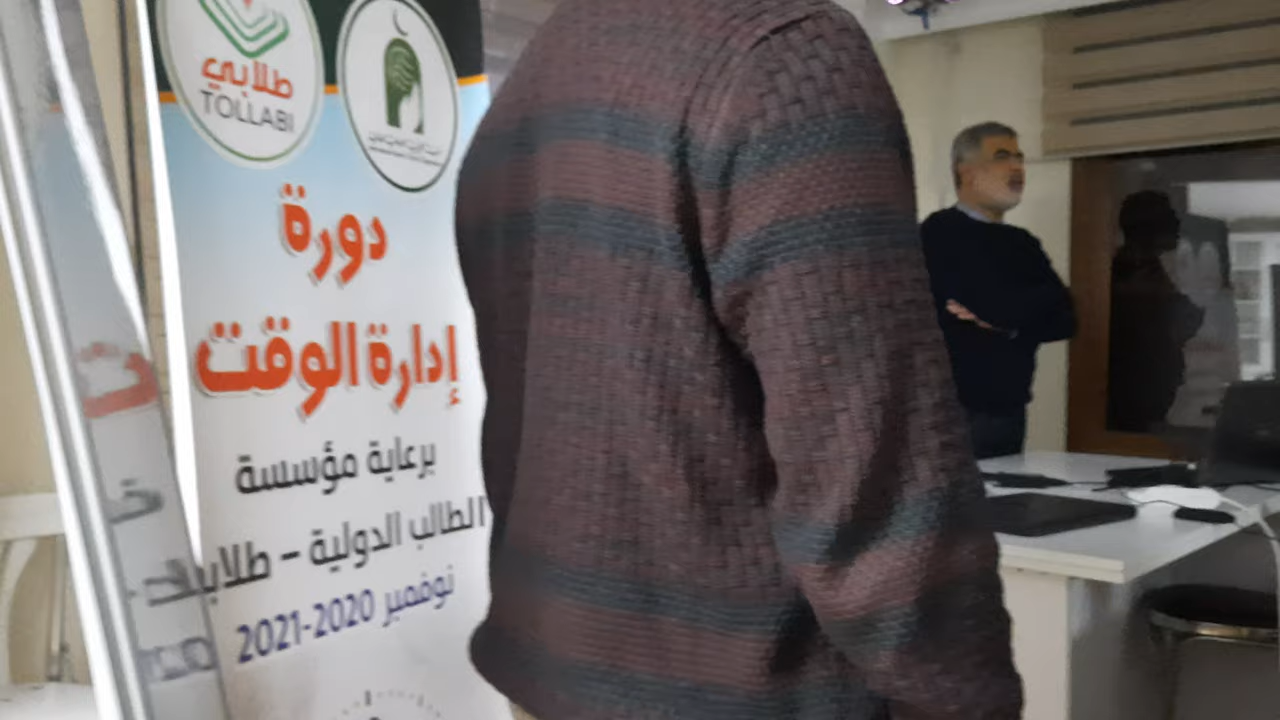 طلابي
TOLLABI
دورة
إدارة الوقت
برعاية مؤسسة
الطالب الدولية – طلابي
نوفمبر 2020-2021